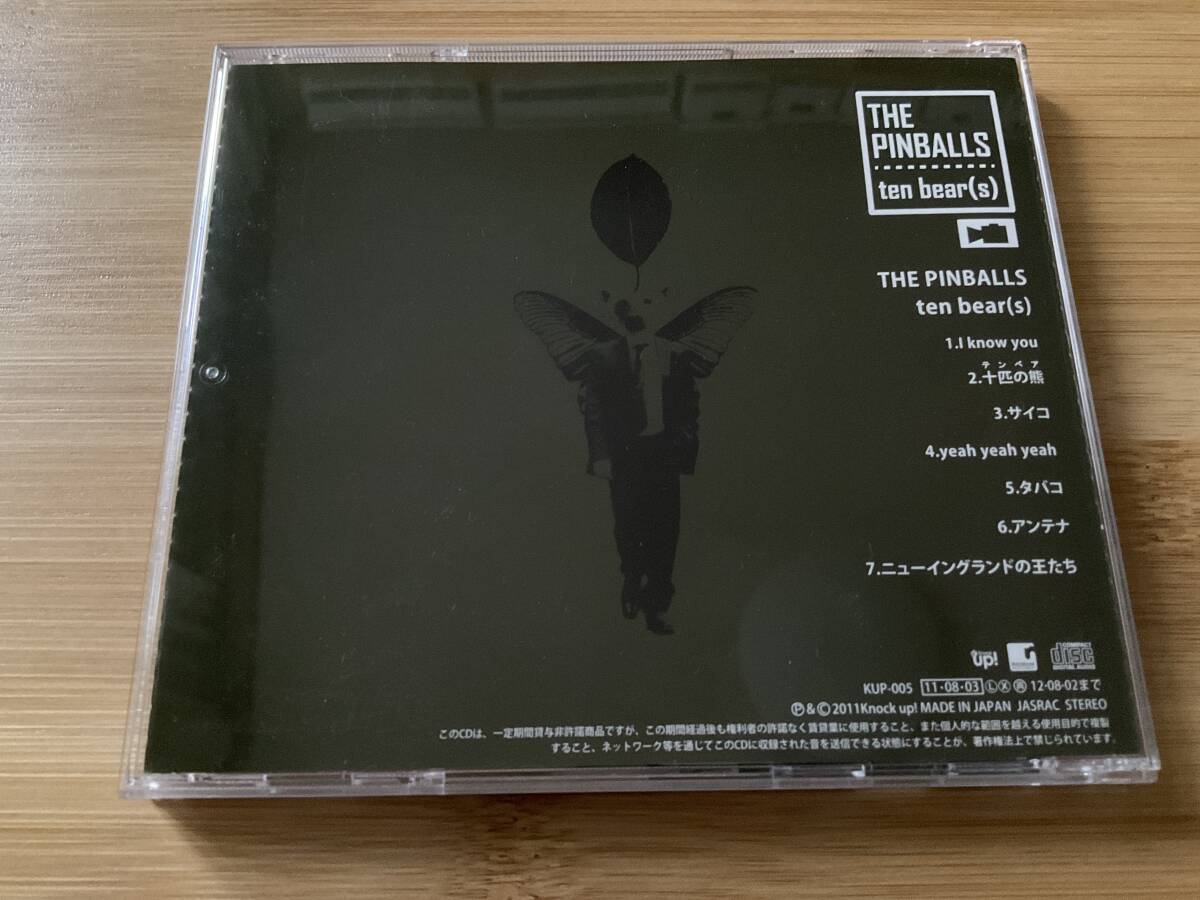 THE
PINBALLS
ten bear(s)
THE PINBALLS
ten bear(s)
1.I know you
テンベア
2.十匹の熊
3.サイコ
4.yeah yeah yeah
5.タバコ
6.アンテナ
7.ニューイングランドの王たち
up!
COMPACT
disc
DIGITAL AUDIO
KUP-005 11・08・03 Ⓛ Ⓧ 12・08・02まで
Ⓟ&©2011Knock up! MADE IN JAPAN JASRAC STEREO
このCDは、一定期間貸与非許諾商品ですが、この期間経過後も権利者の許諾なく賃貸業に使用すること、また個人的な範囲を越える使用目的で複製
すること、ネットワーク等を通じてこのCDに収録された音を送信できる状態にすることが、著作権法上で禁じられています.